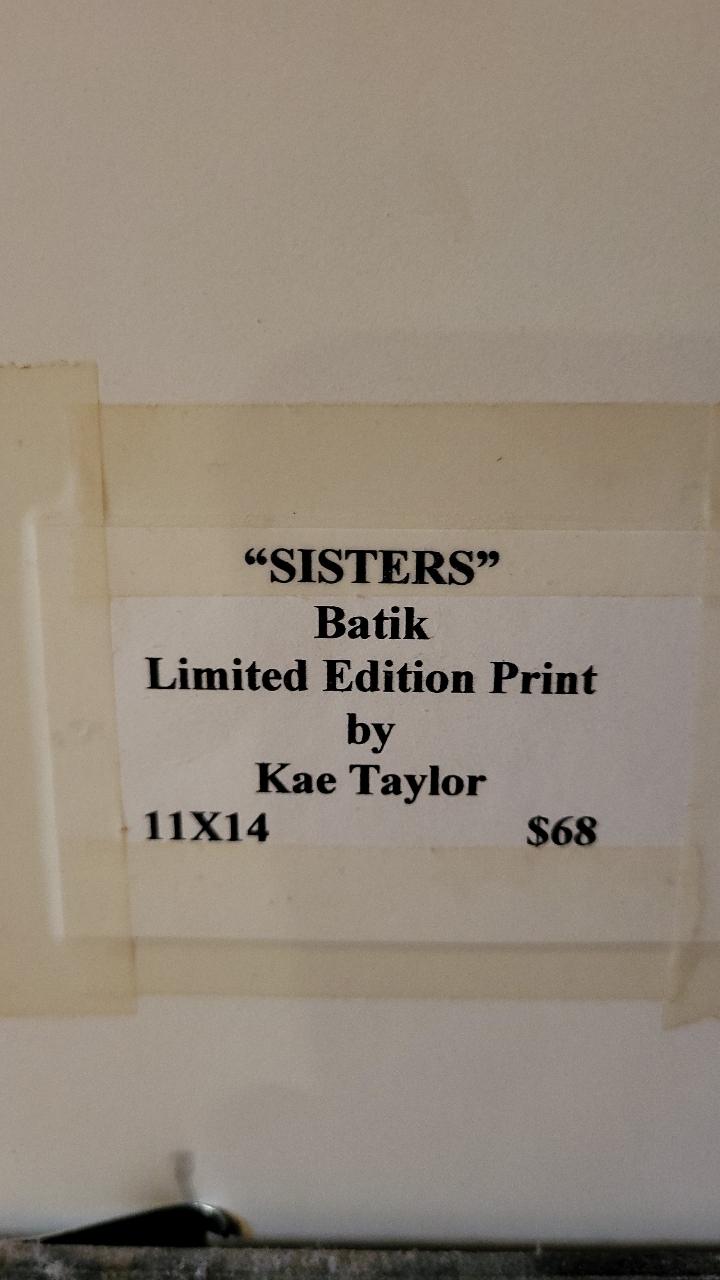 “SISTERS”
Batik
Limited Edition Print
by
Kae Taylor
11X14 $68